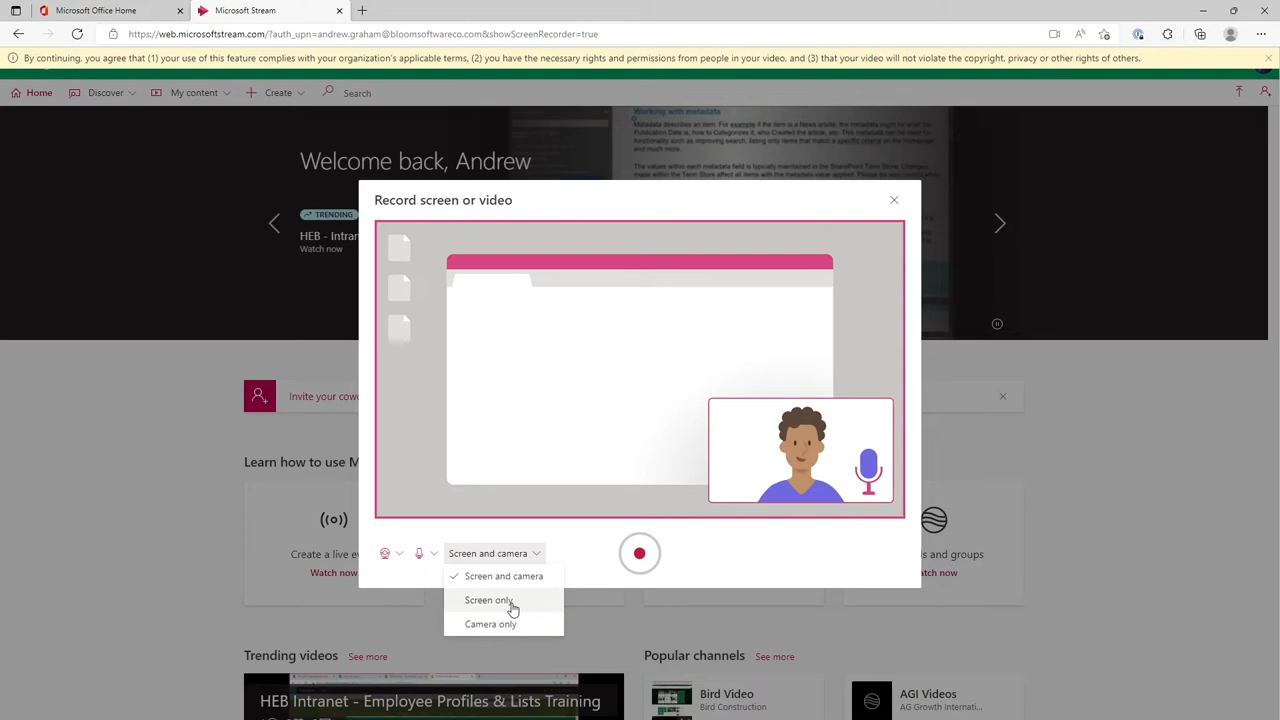 Microsoft Office Home
Microsoft Stream
https://web.microsoftstream.com/?auth_upn=andrew.graham@bloomsoftwareco.com&showScreenRecorder=true
By continuing, you agree that (1) your use of this feature complies with your organization's applicable terms, (2) you have the necessary rights and permissions from people in your video, and (3) that your video will not violate the copyright, privacy or other rights of others.
Home Discover My content Create Search
Working with metadata
Welcome back, Andrew
TRENDING
HEB - Intran
Watch now
Record screen or video
Screen and camera
Screen and camera
Screen only
Camera only
Invite your cow
Learn how to use M
Create a live e
Watch now
s and groups
ch now
Trending videos See more
Popular channels See more
HEB Intranet - Employee Profiles & Lists Training
Bird Video
Bird Construction
AGI Videos
AG Growth Internati...